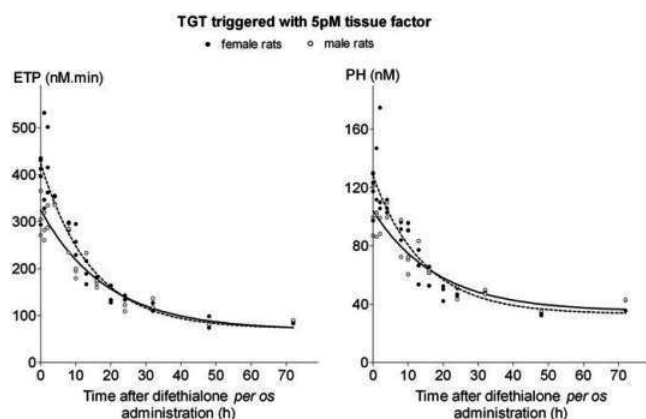 TGT triggered with 5pM tissue factor
• female rats ○ male rats
ETP (nM.min)
500
400
300
200
100
0
0 10 20 30 40 50 60 70
Time after difethialone per os
administration (h)
PH (nM)
160
120
80
40
0
0 10 20 30 40 50 60 70
Time after difethialone per os
administration (h)